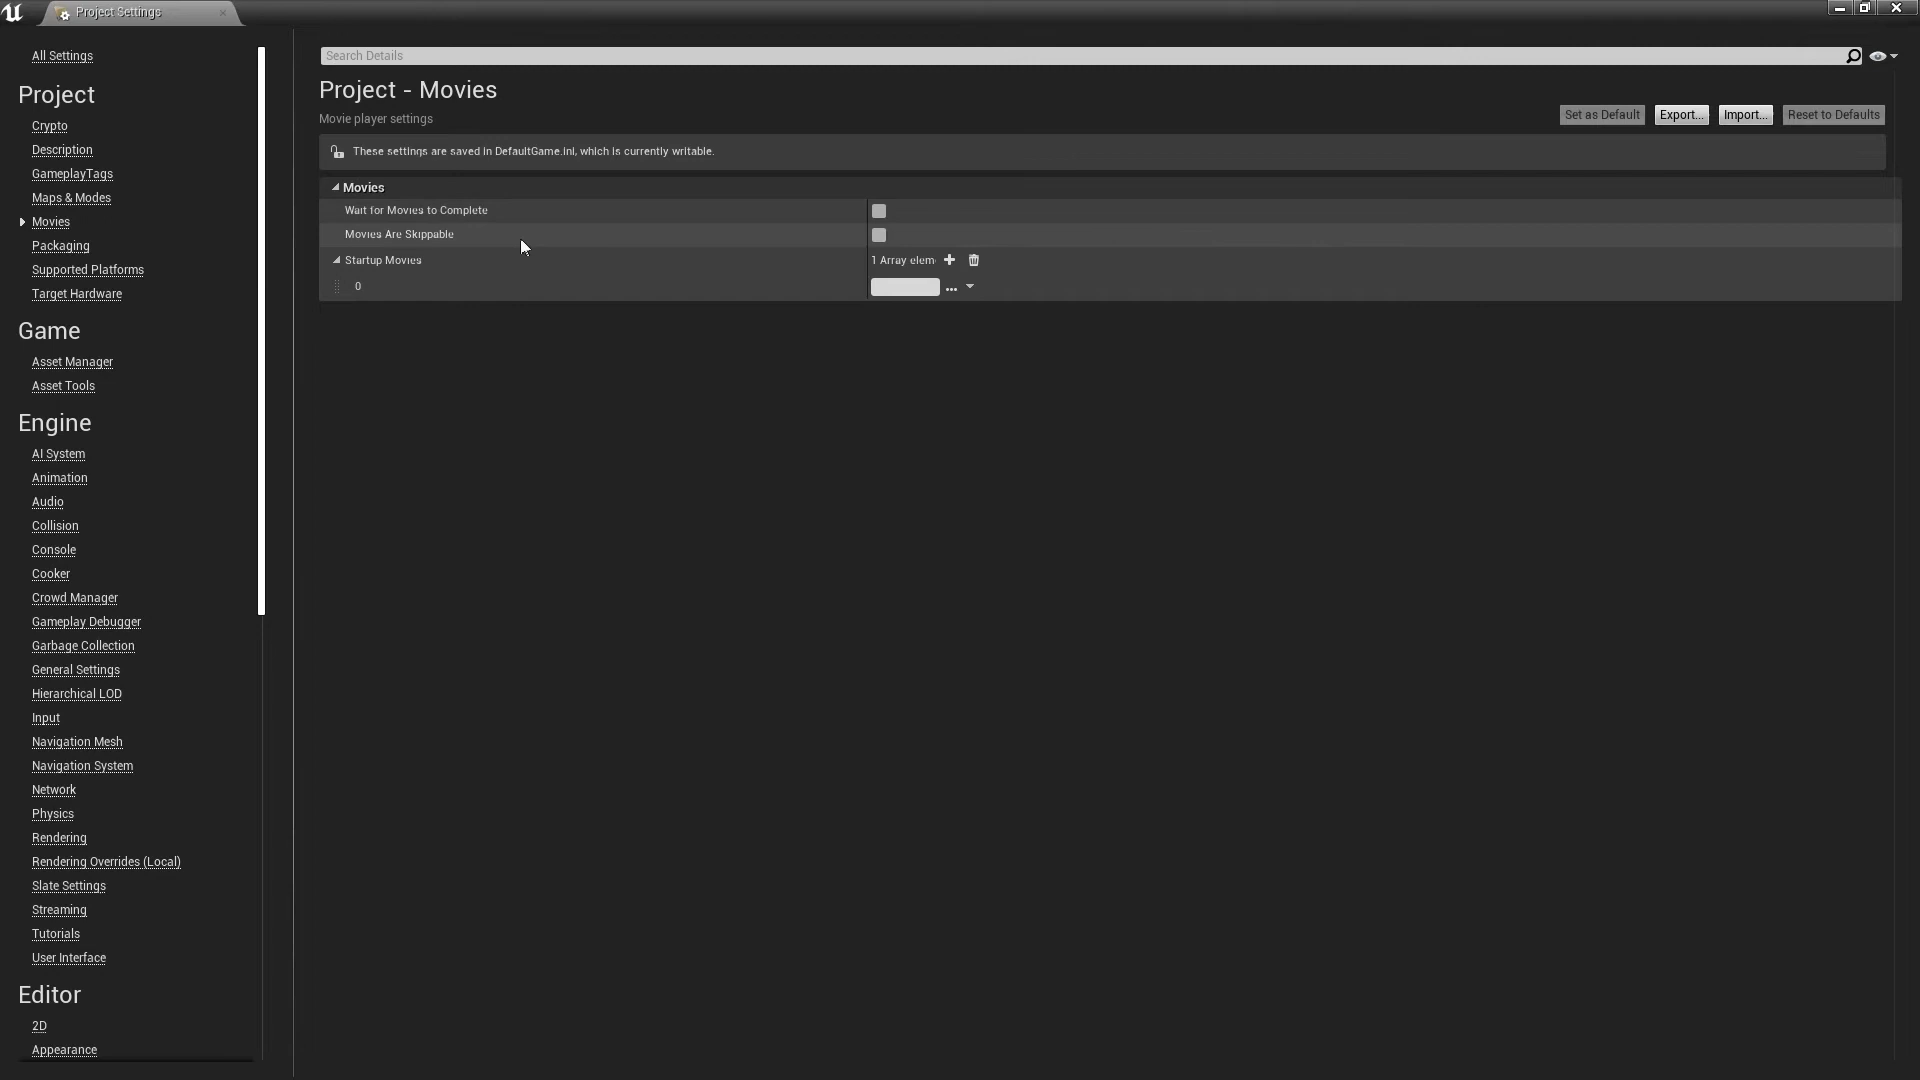 Project Settings
All Settings
Project
Crypto
Description
GameplayTags
Maps & Modes
Movies
Packaging
Supported Platforms
Target Hardware
Game
Asset Manager
Asset Tools
Engine
AI System
Animation
Audio
Collision
Console
Cooker
Crowd Manager
Gameplay Debugger
Garbage Collection
General Settings
Hierarchical LOD
Input
Navigation Mesh
Navigation System
Network
Physics
Rendering
Rendering Overrides (Local)
Slate Settings
Streaming
Tutorials
User Interface
Editor
2D
Appearance
Search Details
Project - Movies
Movie player settings
Set as Default Export... Import... Reset to Defaults
These settings are saved in DefaultGame.ini, which is currently writable.
Movies
Wait for Movies to Complete
Movies Are Skippable
Startup Movies 1 Array elem
0 ...